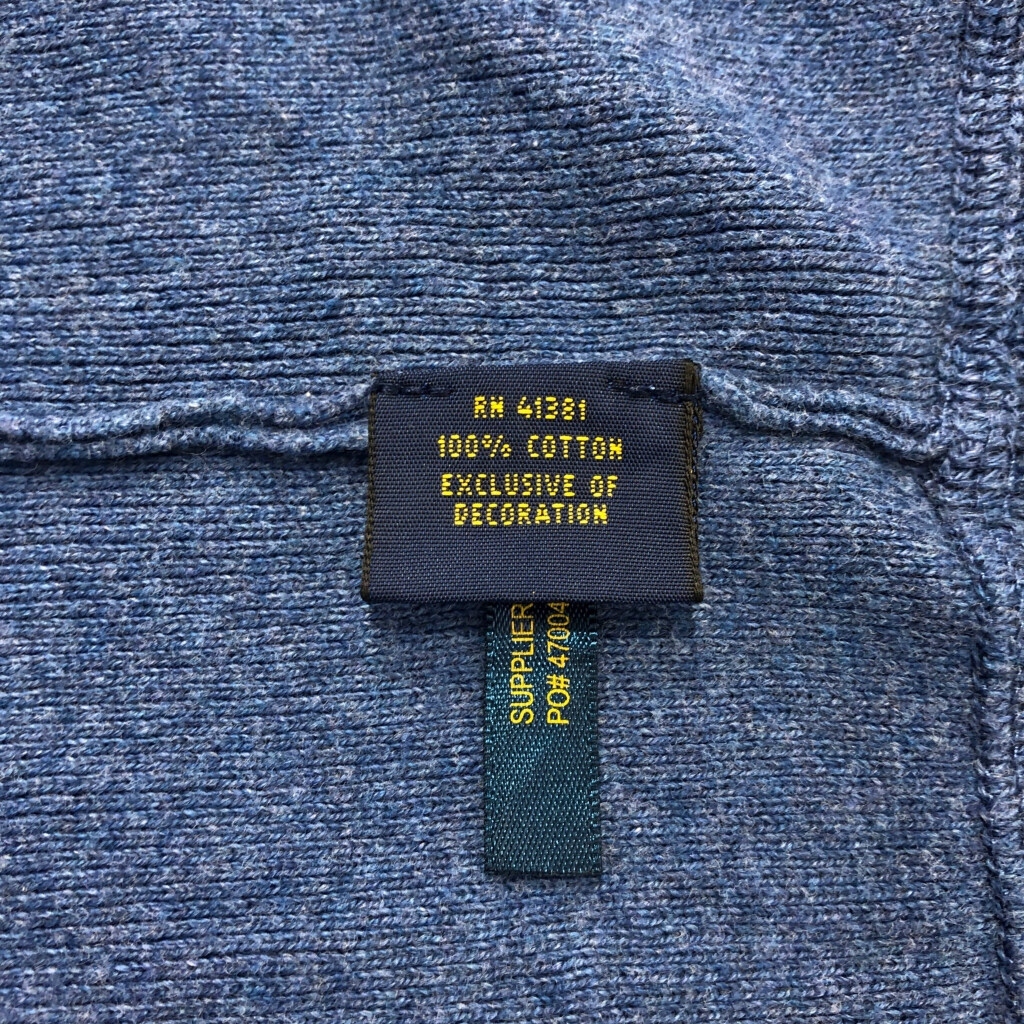 RN 41381
100% COTTON
EXCLUSIVE OF
DECORATION
SUPPLIER
PO# 47004